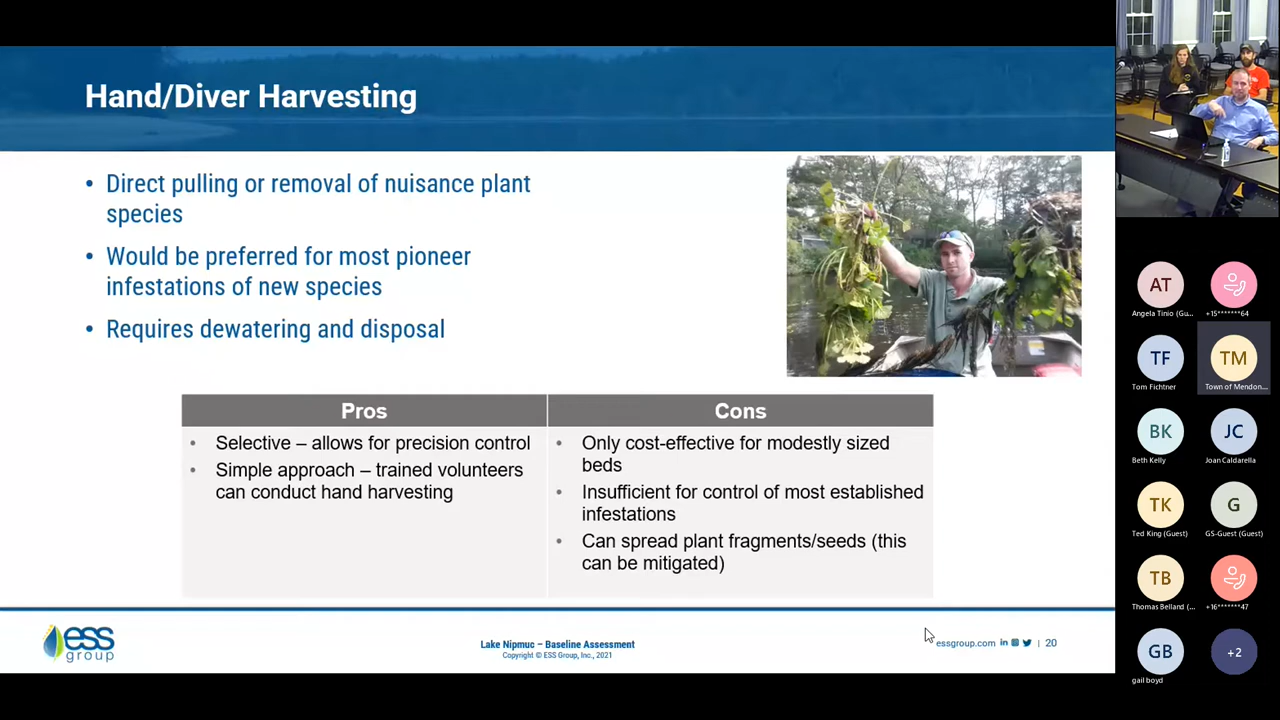 Hand/Diver Harvesting
• Direct pulling or removal of nuisance plant
species
• Would be preferred for most pioneer
infestations of new species
• Requires dewatering and disposal
Pros
Cons
• Selective – allows for precision control
• Simple approach – trained volunteers
can conduct hand harvesting
• Only cost-effective for modestly sized
beds
• Insufficient for control of most established
infestations
• Can spread plant fragments/seeds (this
can be mitigated)
ess
group
Lake Nipmuc – Baseline Assessment
Copyright © ESS Group, Inc., 2021
essgroup.com in | 20
AT
Angela Tinio (Gu...
+15*******64
TF
Tom Fichtner
TM
Town of Mendon...
BK
Beth Kelly
JC
Joan Caldarella
TK
Ted King (Guest)
G
GS-Guest (Guest)
TB
Thomas Belland (...
+16*******47
GB
gail boyd
+2